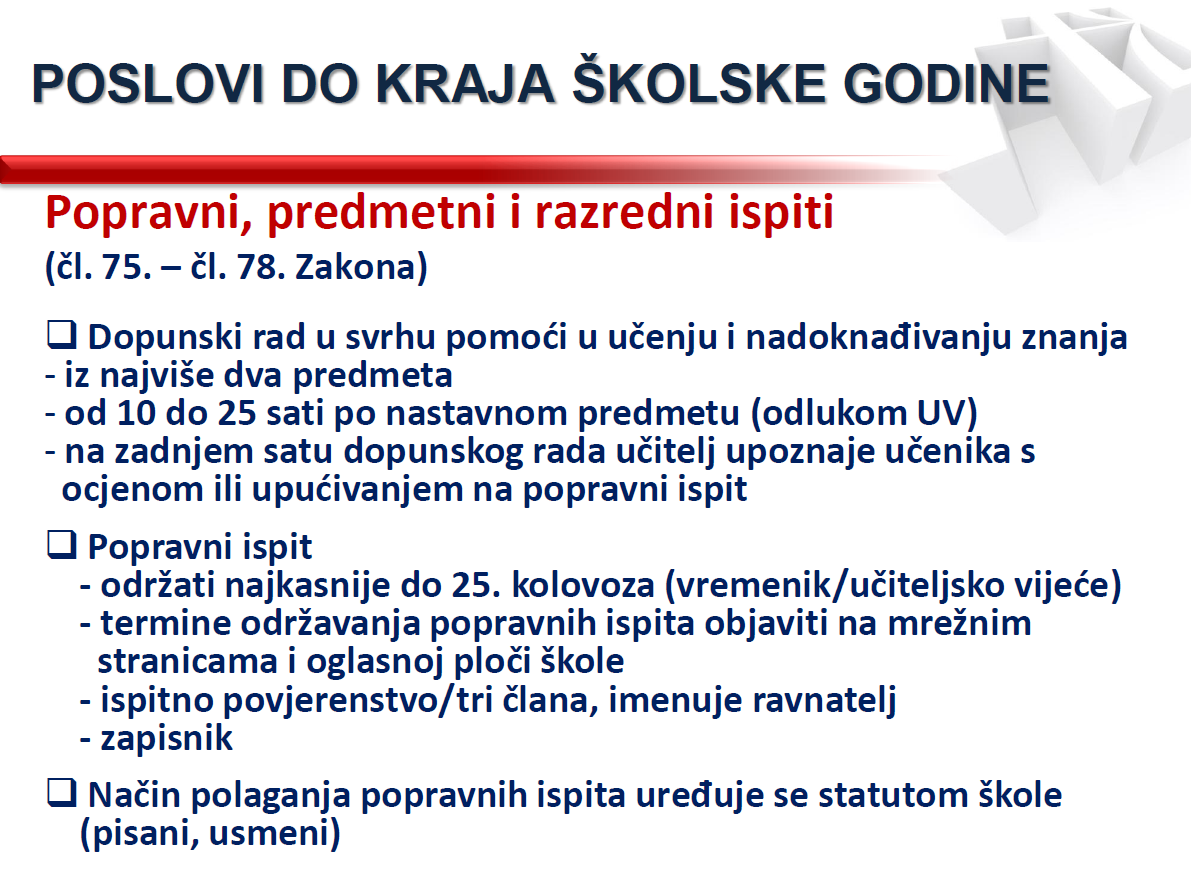 POSLOVI DO KRAJA ŠKOLSKE GODINE
Popravni, predmetni i razredni ispiti
(čl. 75. – čl. 78. Zakona)
❑ Dopunski rad u svrhu pomoći u učenju i nadoknađivanju znanja
- iz najviše dva predmeta
- od 10 do 25 sati po nastavnom predmetu (odlukom UV)
- na zadnjem satu dopunskog rada učitelj upoznaje učenika s
ocjenom ili upućivanjem na popravni ispit
❑ Popravni ispit
- održati najkasnije do 25. kolovoza (vremenik/učiteljsko vijeće)
- termine održavanja popravnih ispita objaviti na mrežnim
stranicama i oglasnoj ploči škole
- ispitno povjerenstvo/tri člana, imenuje ravnatelj
- zapisnik
❑ Način polaganja popravnih ispita uređuje se statutom škole
(pisani, usmeni)